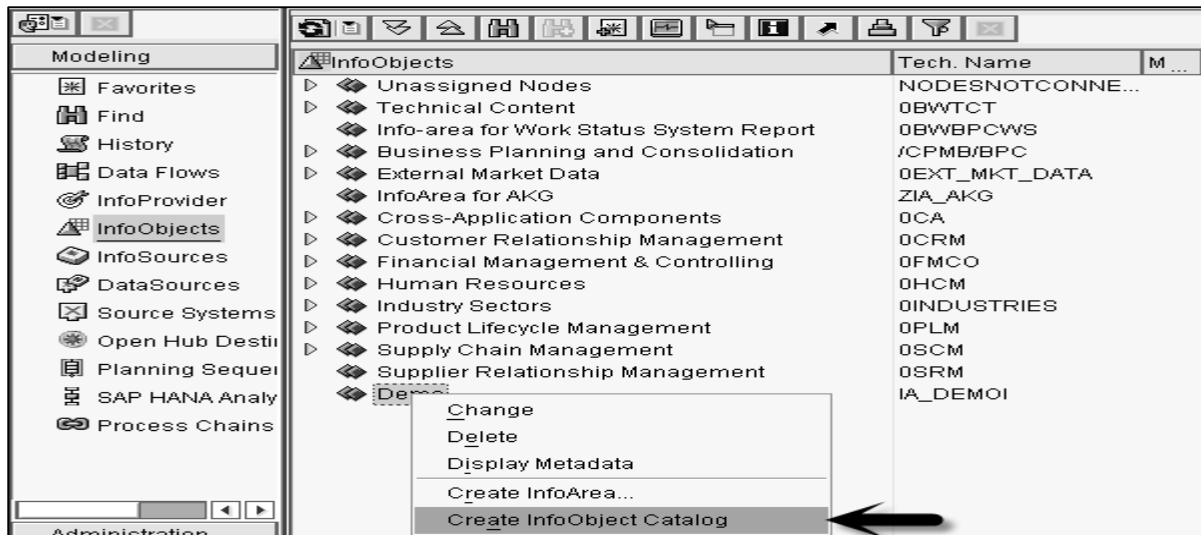 Modeling
Favorites
Find
History
Data Flows
InfoProvider
InfoObjects
InfoSources
DataSources
Source Systems
Open Hub Destin
Planning Sequen
SAP HANA Analy
Process Chains
Administration
InfoObjects Tech. Name M...
Unassigned Nodes NODESNOTCONNE...
Technical Content 0BWTCT
Info-area for Work Status System Report 0BWBPCWS
Business Planning and Consolidation /CPMB/BPC
External Market Data 0EXT_MKT_DATA
InfoArea for AKG ZIA_AKG
Cross-Application Components 0CA
Customer Relationship Management 0CRM
Financial Management & Controlling 0FMCO
Human Resources 0HCM
Industry Sectors 0INDUSTRIES
Product Lifecycle Management 0PLM
Supply Chain Management 0SCM
Supplier Relationship Management 0SRM
Demo IA_DEMOI
Change
Delete
Display Metadata
Create InfoArea...
Create InfoObject Catalog